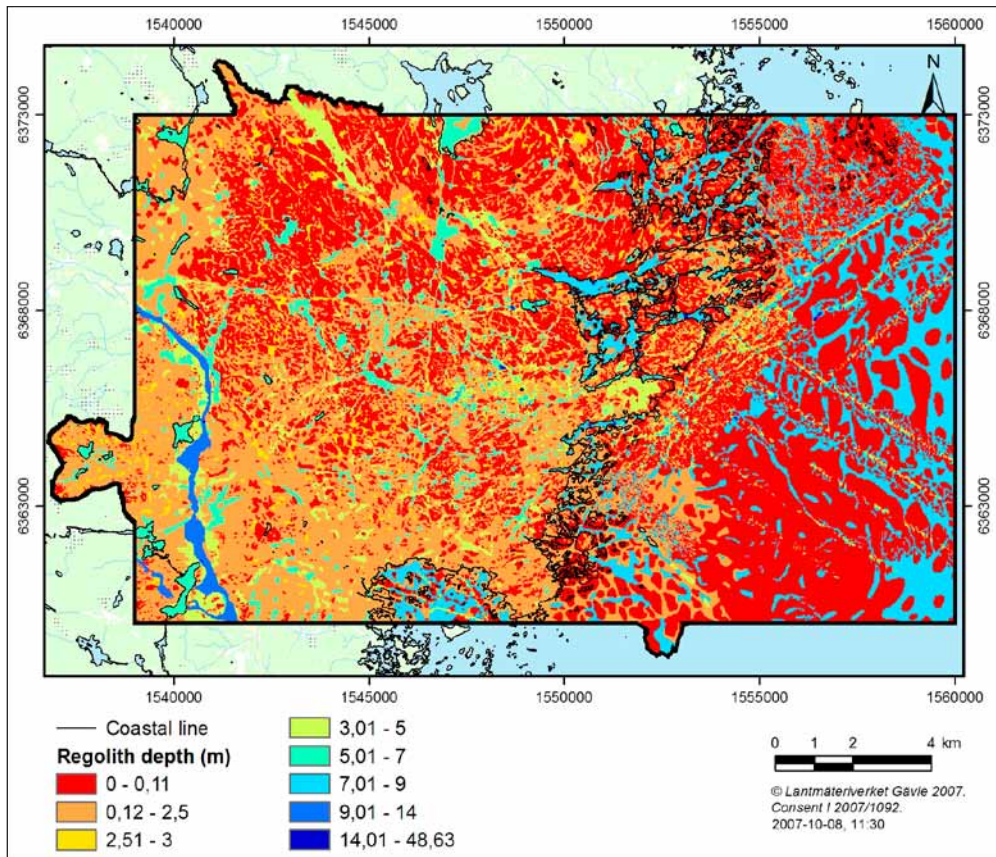 1540000 1545000 1550000 1555000 1560000
N
6373000 6373000
6368000 6368000
6363000 6363000
1540000 1545000 1550000 1555000 1560000
Coastal line
Regolith depth (m)
0 - 0,11
0,12 - 2,5
2,51 - 3
3,01 - 5
5,01 - 7
7,01 - 9
9,01 - 14
14,01 - 48,63
0 1 2 4 km
© Lantmäteriverket Gävle 2007.
Consent I 2007/1092.
2007-10-08, 11:30